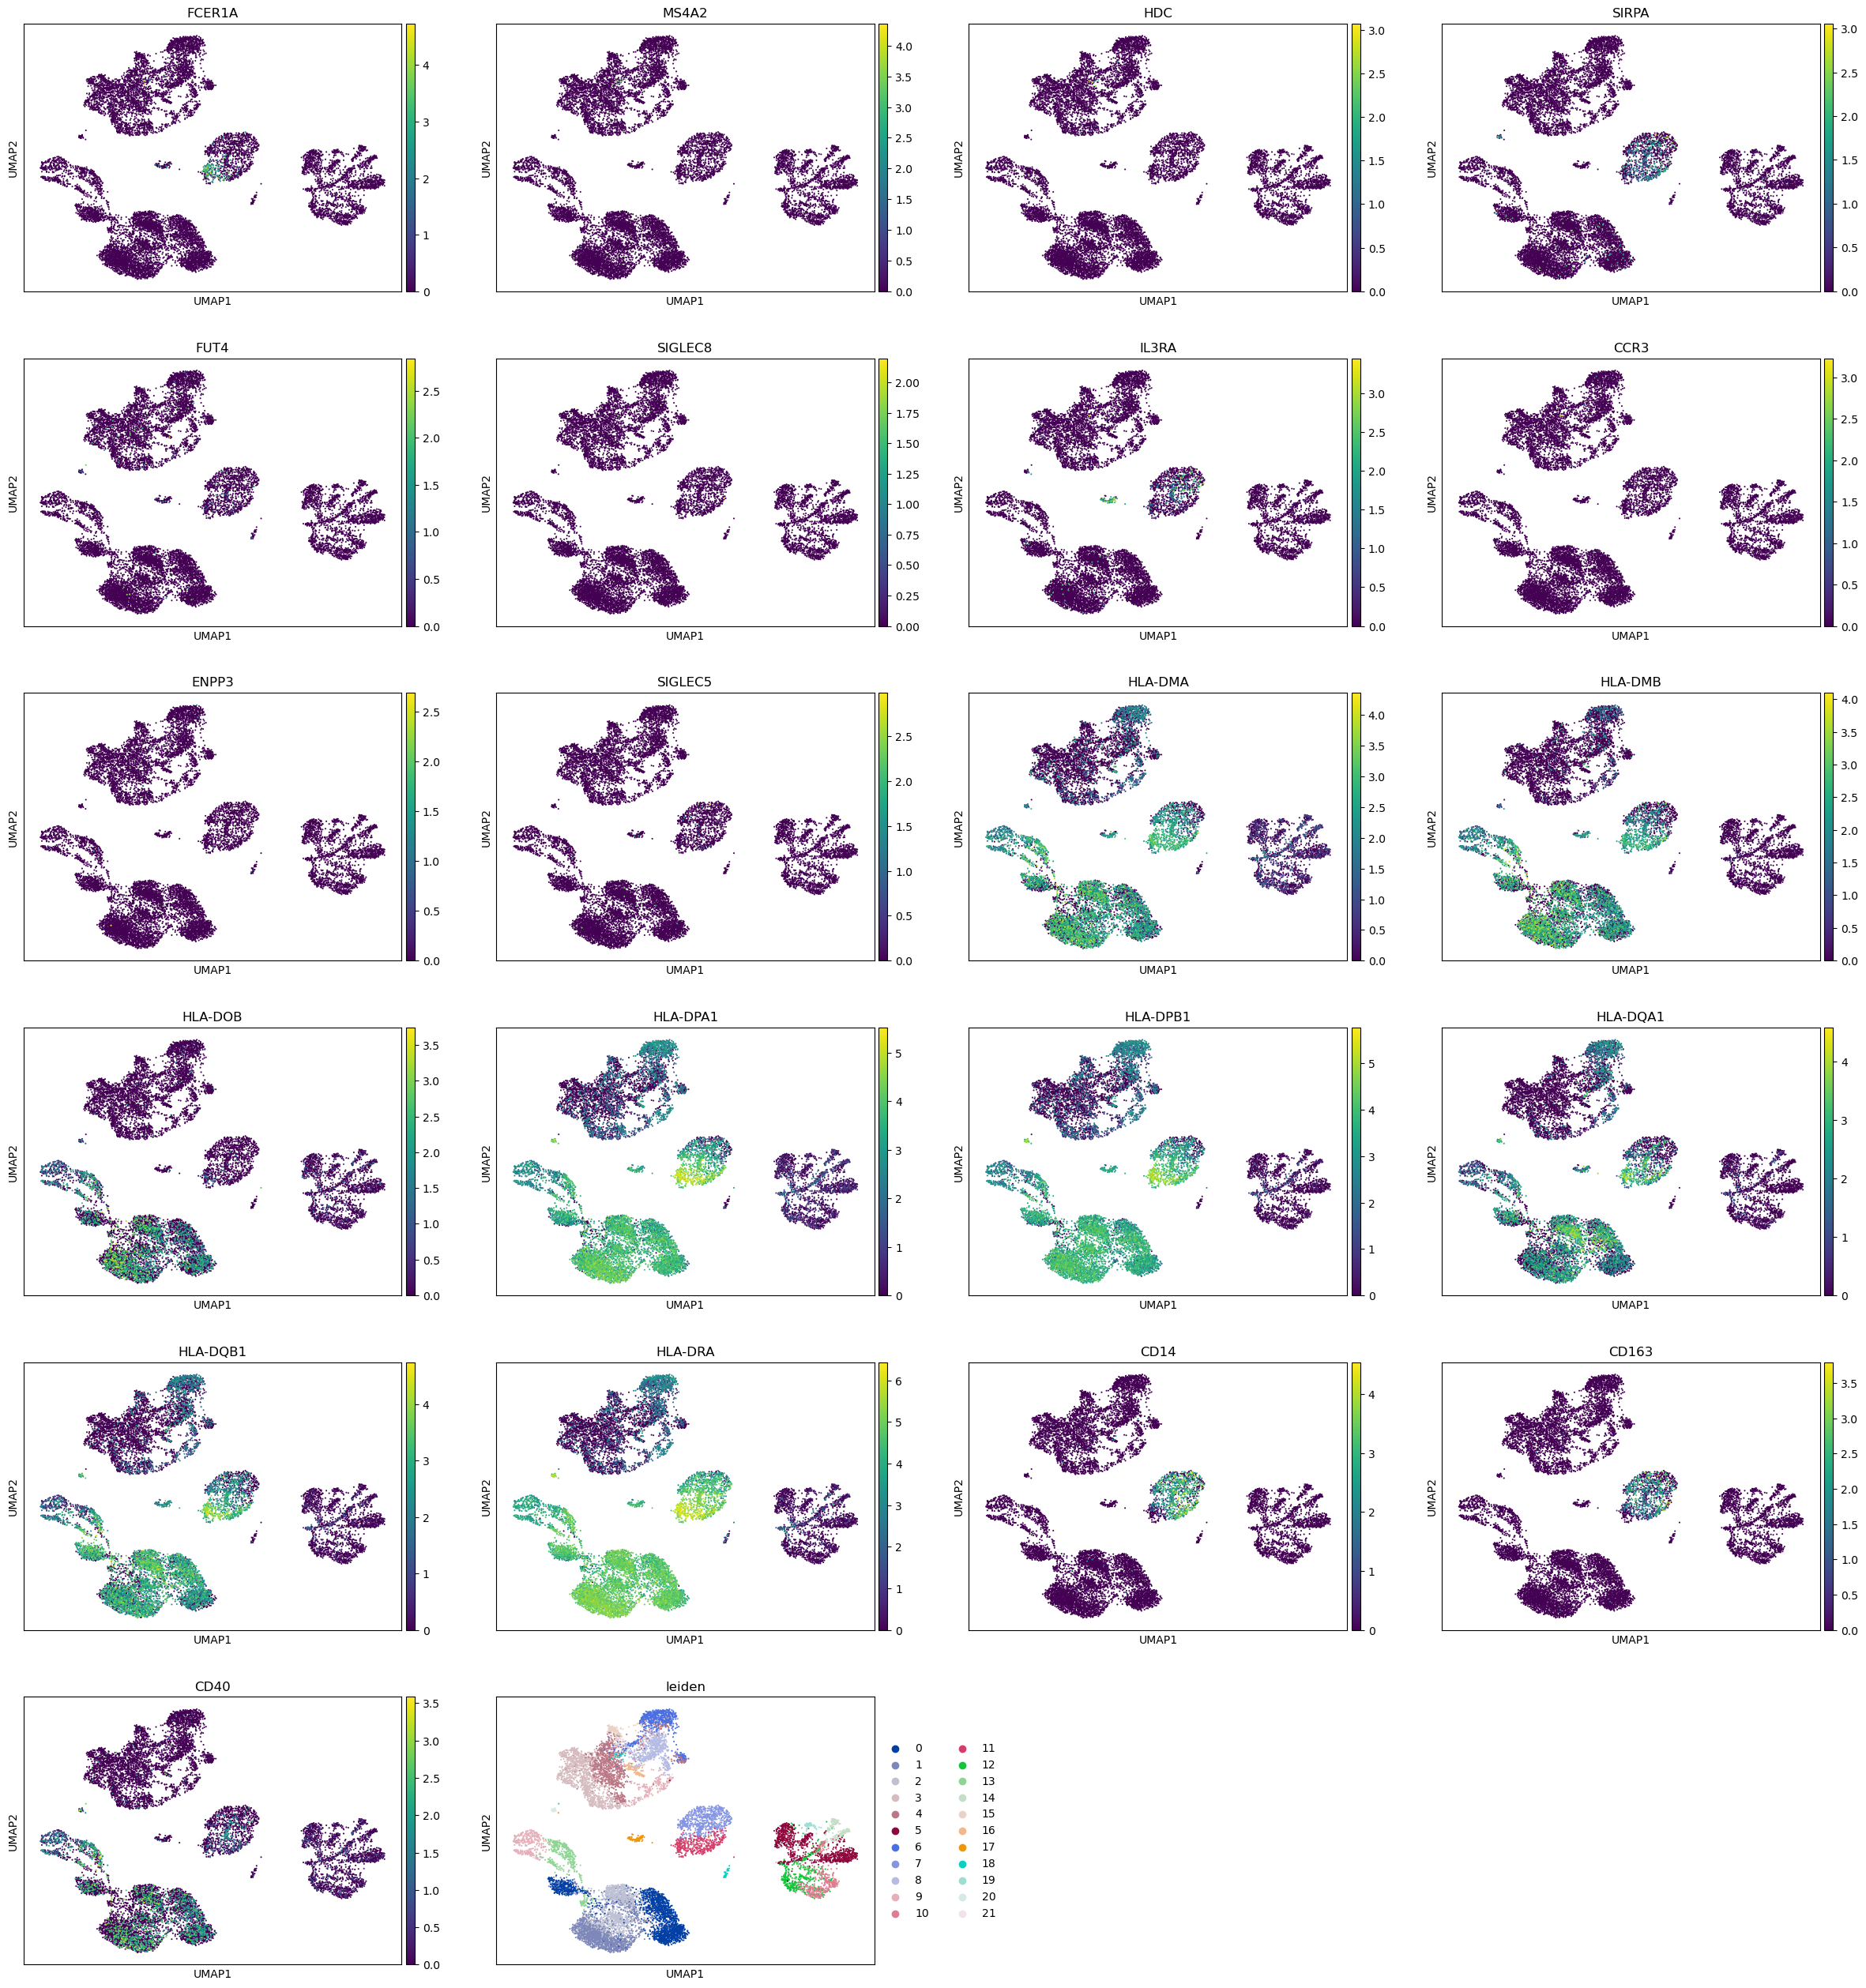 FCER1A
MS4A2
HDC
SIRPA
4
3
2
1
0
4.0
3.5
3.0
2.5
2.0
1.5
1.0
0.5
0.0
3.0
2.5
2.0
1.5
1.0
0.5
0.0
3.0
2.5
2.0
1.5
1.0
0.5
0.0
UMAP2
UMAP2
UMAP2
UMAP2
UMAP1
UMAP1
UMAP1
UMAP1
FUT4
SIGLEC8
IL3RA
CCR3
2.5
2.0
1.5
1.0
0.5
0.0
2.00
1.75
1.50
1.25
1.00
0.75
0.50
0.25
0.00
3.0
2.5
2.0
1.5
1.0
0.5
0.0
3.0
2.5
2.0
1.5
1.0
0.5
0.0
UMAP2
UMAP2
UMAP2
UMAP2
UMAP1
UMAP1
UMAP1
UMAP1
ENPP3
SIGLEC5
HLA-DMA
HLA-DMB
2.5
2.0
1.5
1.0
0.5
0.0
2.5
2.0
1.5
1.0
0.5
0.0
4.0
3.5
3.0
2.5
2.0
1.5
1.0
0.5
0.0
4.0
3.5
3.0
2.5
2.0
1.5
1.0
0.5
0.0
UMAP2
UMAP2
UMAP2
UMAP2
UMAP1
UMAP1
UMAP1
UMAP1
HLA-DOB
HLA-DPA1
HLA-DPB1
HLA-DQA1
3.5
3.0
2.5
2.0
1.5
1.0
0.5
0.0
5
4
3
2
1
0
5
4
3
2
1
0
4
3
2
1
0
UMAP2
UMAP2
UMAP2
UMAP2
UMAP1
UMAP1
UMAP1
UMAP1
HLA-DQB1
HLA-DRA
CD14
CD163
4
3
2
1
0
6
5
4
3
2
1
0
4
3
2
1
0
3.5
3.0
2.5
2.0
1.5
1.0
0.5
0.0
UMAP2
UMAP2
UMAP2
UMAP2
UMAP1
UMAP1
UMAP1
UMAP1
CD40
leiden
3.5
3.0
2.5
2.0
1.5
1.0
0.5
0.0
UMAP2
UMAP2
0
1
2
3
4
5
6
7
8
9
10
11
12
13
14
15
16
17
18
19
20
21
UMAP1
UMAP1